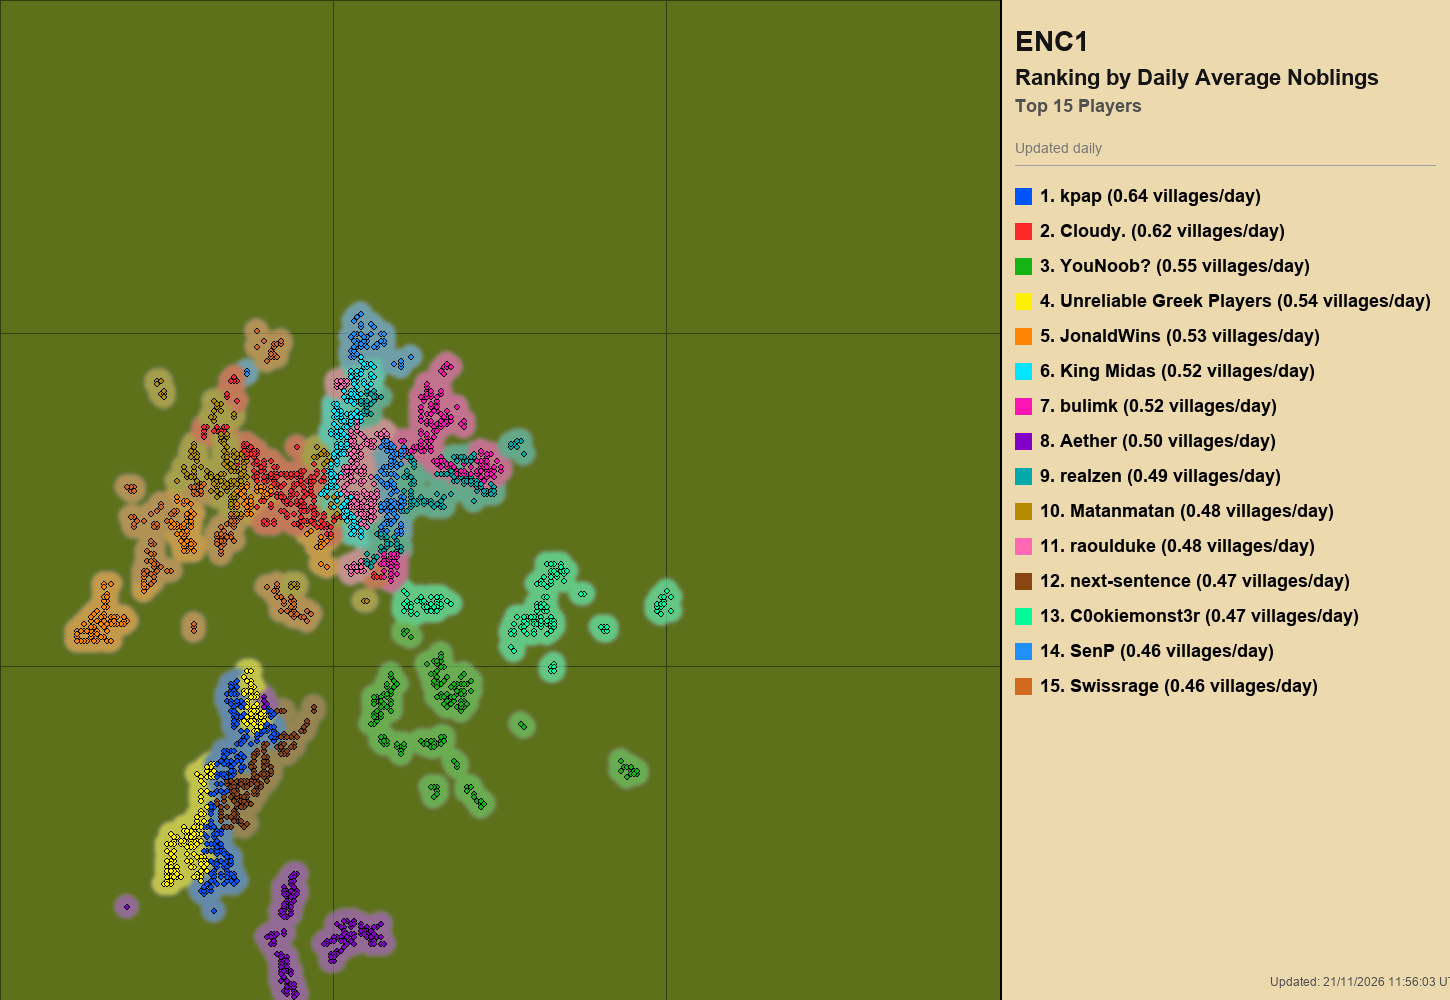 ENC1
Ranking by Daily Average Noblings
Top 15 Players
Updated daily
1. kpap (0.64 villages/day)
2. Cloudy. (0.62 villages/day)
3. YouNoob? (0.55 villages/day)
4. Unreliable Greek Players (0.54 villages/day)
5. JonaldWins (0.53 villages/day)
6. King Midas (0.52 villages/day)
7. bulimk (0.52 villages/day)
8. Aether (0.50 villages/day)
9. realzen (0.49 villages/day)
10. Matanmatan (0.48 villages/day)
11. raoulduke (0.48 villages/day)
12. next-sentence (0.47 villages/day)
13. C0okiemonst3r (0.47 villages/day)
14. SenP (0.46 villages/day)
15. Swissrage (0.46 villages/day)
Updated: 21/11/2026 11:56:03 U